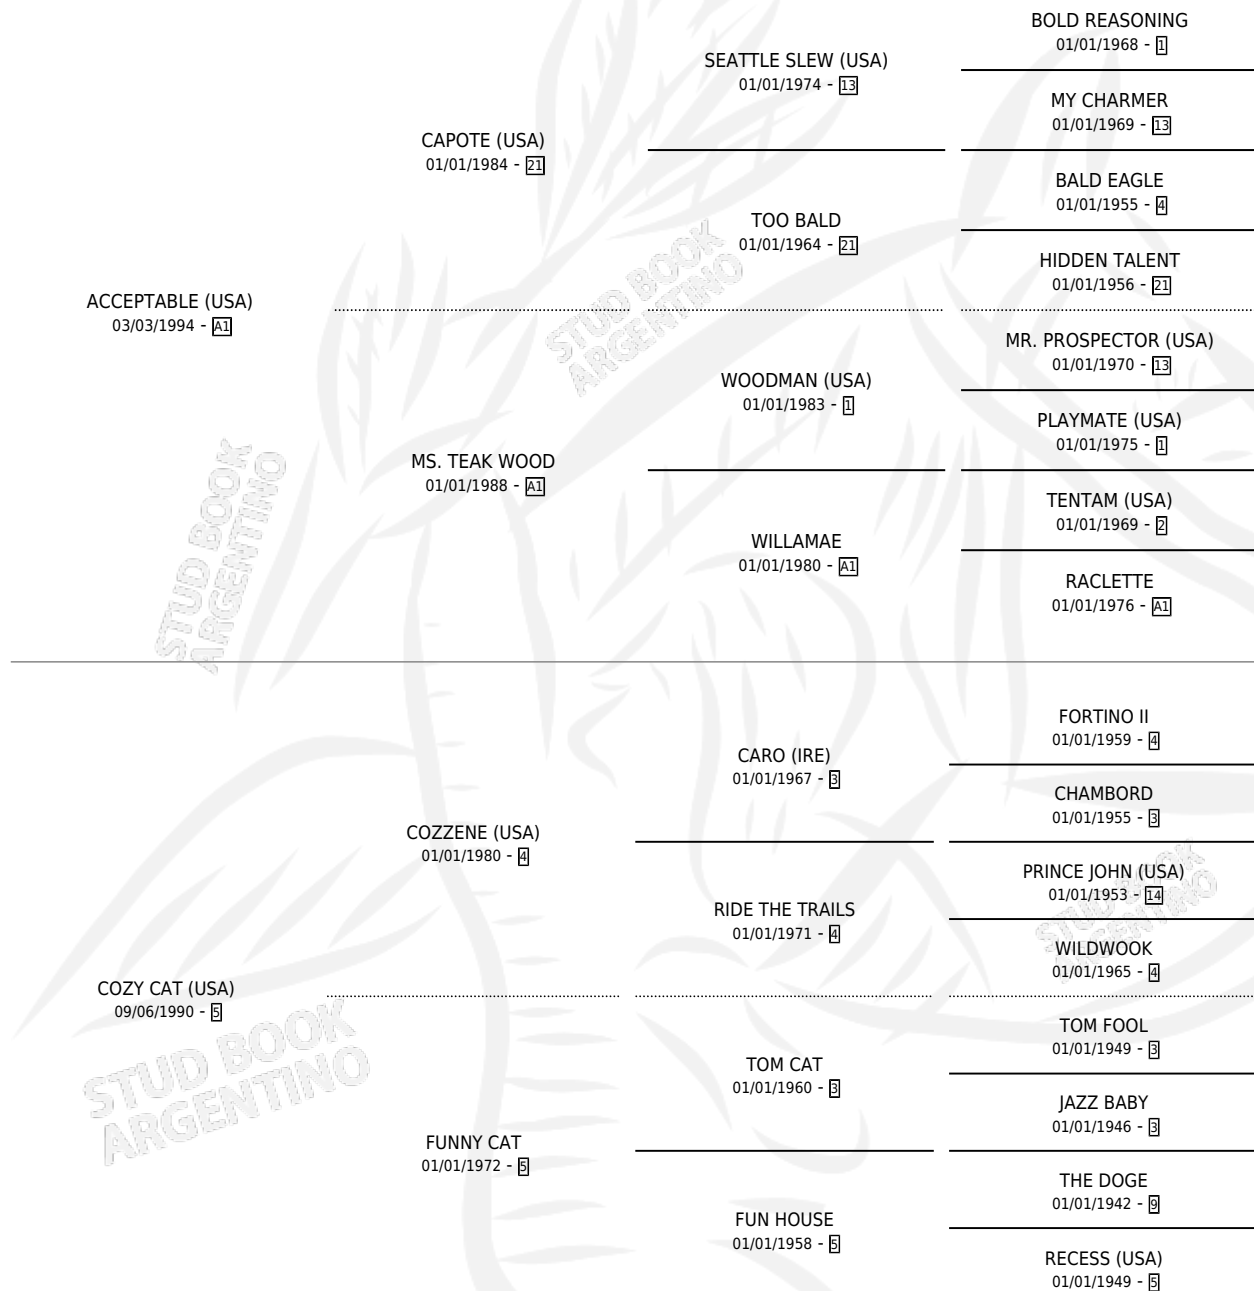 BOLD REASONING
01/01/1968 - 1
SEATTLE SLEW (USA)
01/01/1974 - 13
MY CHARMER
01/01/1969 - 13
CAPOTE (USA)
01/01/1984 - 21
BALD EAGLE
01/01/1955 - 4
TOO BALD
01/01/1964 - 21
HIDDEN TALENT
01/01/1956 - 21
ACCEPTABLE (USA)
03/03/1994 - A1
MR. PROSPECTOR (USA)
01/01/1970 - 13
WOODMAN (USA)
01/01/1983 - 1
PLAYMATE (USA)
01/01/1975 - 1
MS. TEAK WOOD
01/01/1988 - A1
TENTAM (USA)
01/01/1969 - 2
WILLAMAE
01/01/1980 - A1
RACLETTE
01/01/1976 - A1
FORTINO II
01/01/1959 - 4
CARO (IRE)
01/01/1967 - 3
CHAMBORD
01/01/1955 - 3
COZZENE (USA)
01/01/1980 - 4
PRINCE JOHN (USA)
01/01/1953 - 14
RIDE THE TRAILS
01/01/1971 - 4
WILDWOOK
01/01/1965 - 4
COZY CAT (USA)
09/06/1990 - 5
TOM FOOL
01/01/1949 - 3
TOM CAT
01/01/1960 - 3
JAZZ BABY
01/01/1946 - 3
FUNNY CAT
01/01/1972 - 5
THE DOGE
01/01/1942 - 9
FUN HOUSE
01/01/1958 - 5
RECESS (USA)
01/01/1949 - 5
STUD BOOK
ARGENTINO
STUD BOOK
ARGENTINO
STUD BOOK
ARGENTINO
STUD BOOK
ARGENTINO